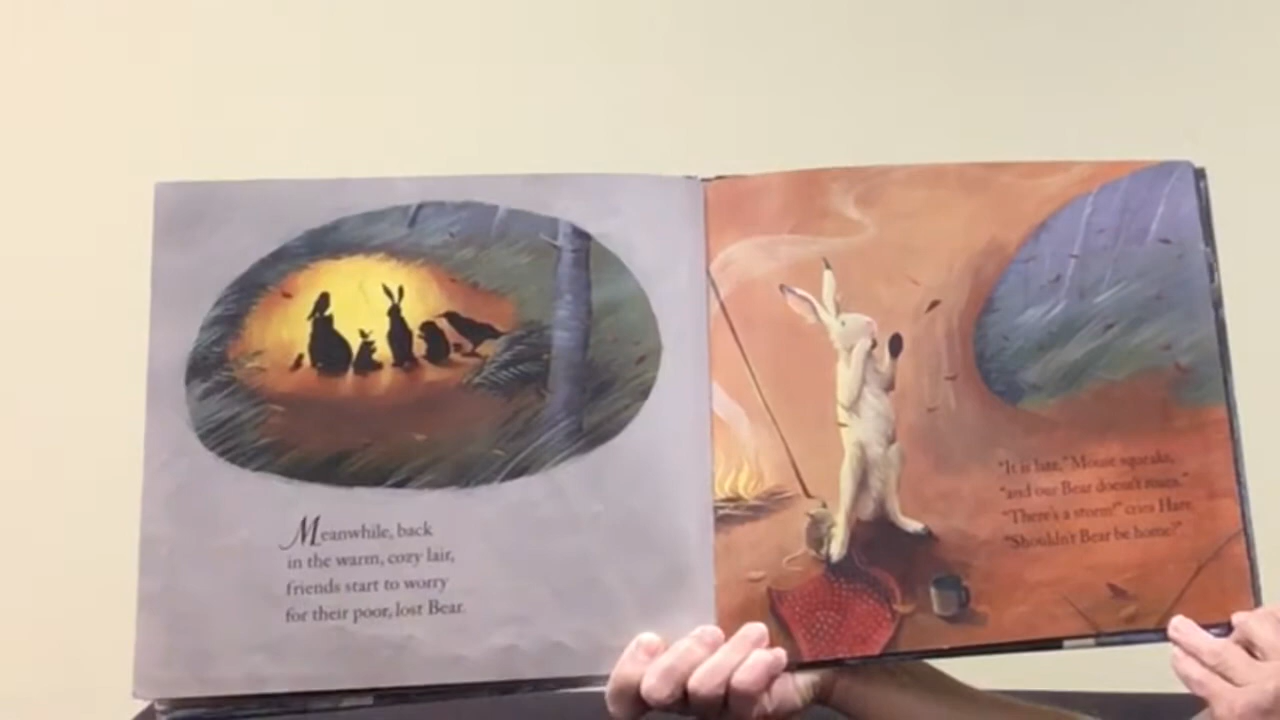 Meanwhile, back
in the warm, cozy lair,
friends start to worry
for their poor, lost Bear.
"It is late," Mouse squeaks,
"and our Bear doesn't roam."
"There's a storm!" cries Hare.
"Shouldn't Bear be home?"